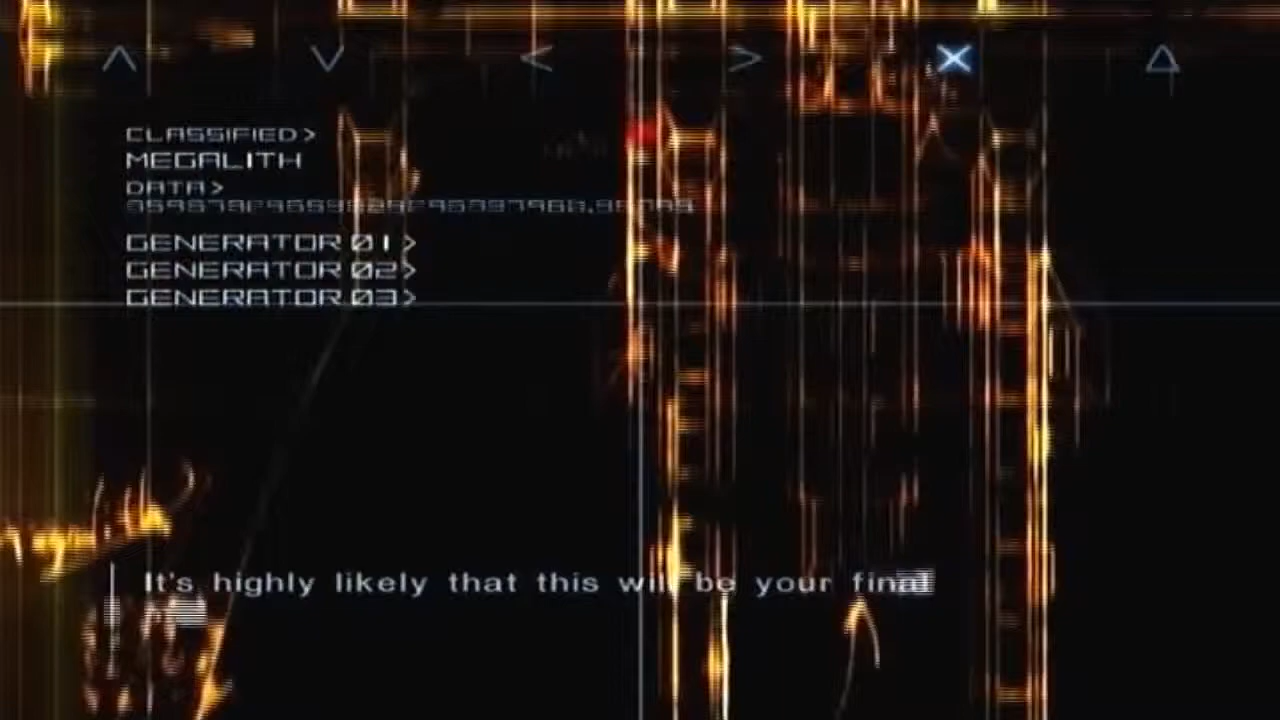 CLASSIFIED>
MEGALITH
DATA>
GENERATOR 01>
GENERATOR 02>
GENERATOR 03>
It's highly likely that this will be your final